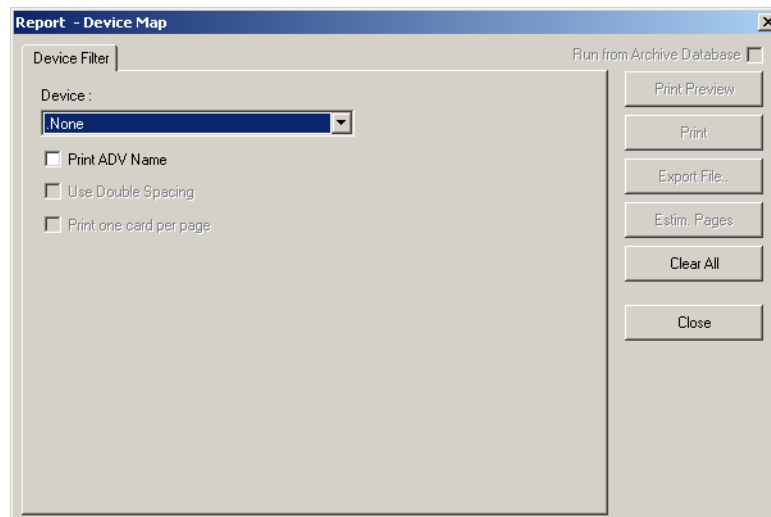 Report - Device Map
Device Filter
Run from Archive Database
Device :
.None
Print ADV Name
Use Double Spacing
Print one card per page
Print Preview
Print
Export File..
Estim. Pages
Clear All
Close